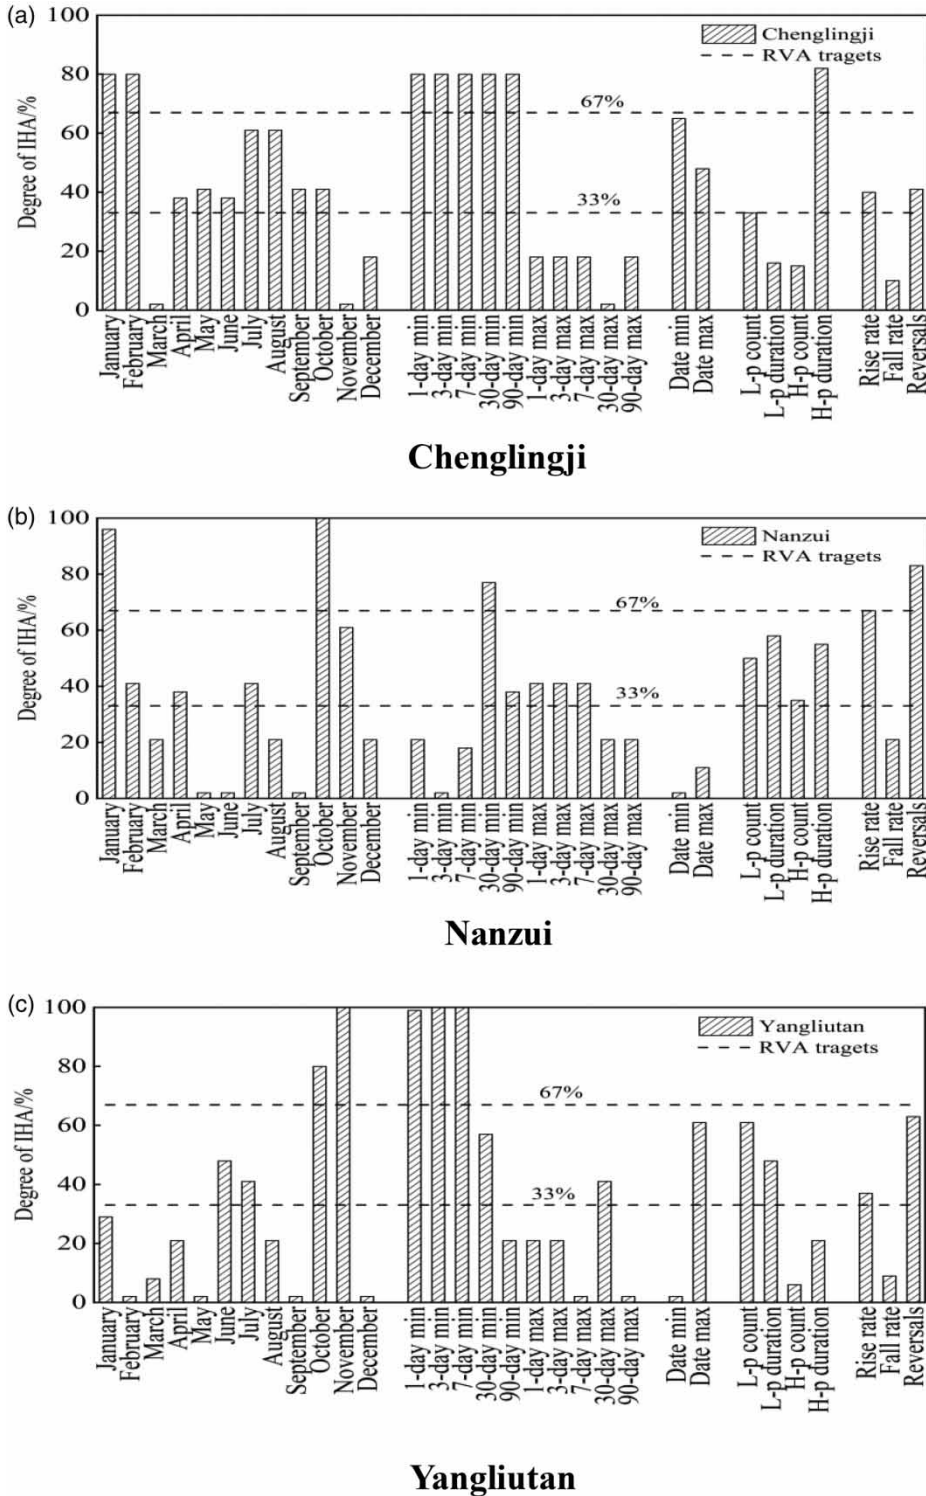 (a)
100
80
60
40
20
0
Degree of IHA/%
Chenglingji
RVA tragets
67%
33%
January
February
March
April
May
June
July
August
September
October
November
December
1-day min
3-day min
7-day min
30-day min
90-day min
1-day max
3-day max
7-day max
30-day max
90-day max
Date min
Date max
L-p count
L-p duration
H-p count
H-p duration
Rise rate
Fall rate
Reversals
Chenglingji
(b)
100
80
60
40
20
0
Degree of IHA/%
Nanzui
RVA tragets
67%
33%
January
February
March
April
May
June
July
August
September
October
November
December
1-day min
3-day min
7-day min
30-day min
90-day min
1-day max
3-day max
7-day max
30-day max
90-day max
Date min
Date max
L-p count
L-p duration
H-p count
H-p duration
Rise rate
Fall rate
Reversals
Nanzui
(c)
100
80
60
40
20
0
Degree of IHA/%
Yangliutan
RVA tragets
67%
33%
January
February
March
April
May
June
July
August
September
October
November
December
1-day min
3-day min
7-day min
30-day min
90-day min
1-day max
3-day max
7-day max
30-day max
90-day max
Date min
Date max
L-p count
L-p duration
H-p count
H-p duration
Rise rate
Fall rate
Reversals
Yangliutan